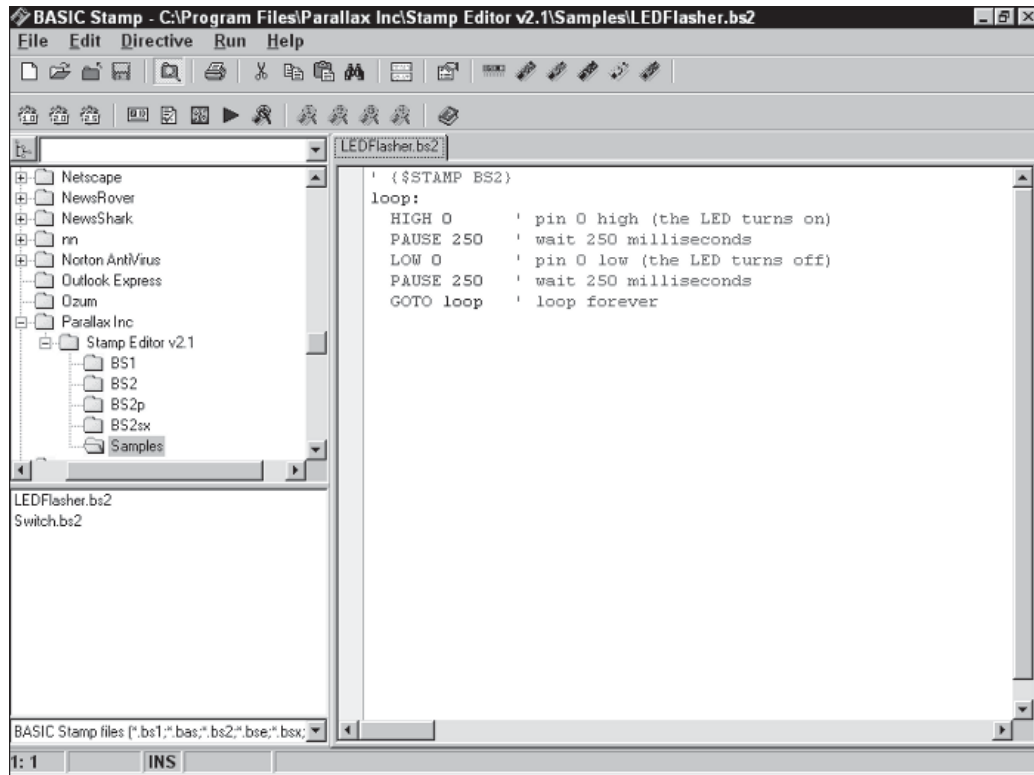 BASIC Stamp - C:\Program Files\Parallax Inc\Stamp Editor v2.1\Samples\LEDFlasher.bs2
File Edit Directive Run Help
LEDFlasher.bs2
Netscape
NewsRover
NewsShark
nn
Norton AntiVirus
Outlook Express
Ozum
Parallax Inc
Stamp Editor v2.1
BS1
BS2
BS2p
BS2sx
Samples
LEDFlasher.bs2
Switch.bs2
BASIC Stamp files (*.bs1;*.bas;*.bs2;*.bse;*.bsx;
' {$STAMP BS2}
loop:
HIGH 0 ' pin 0 high (the LED turns on)
PAUSE 250 ' wait 250 milliseconds
LOW 0 ' pin 0 low (the LED turns off)
PAUSE 250 ' wait 250 milliseconds
GOTO loop ' loop forever
1: 1 INS